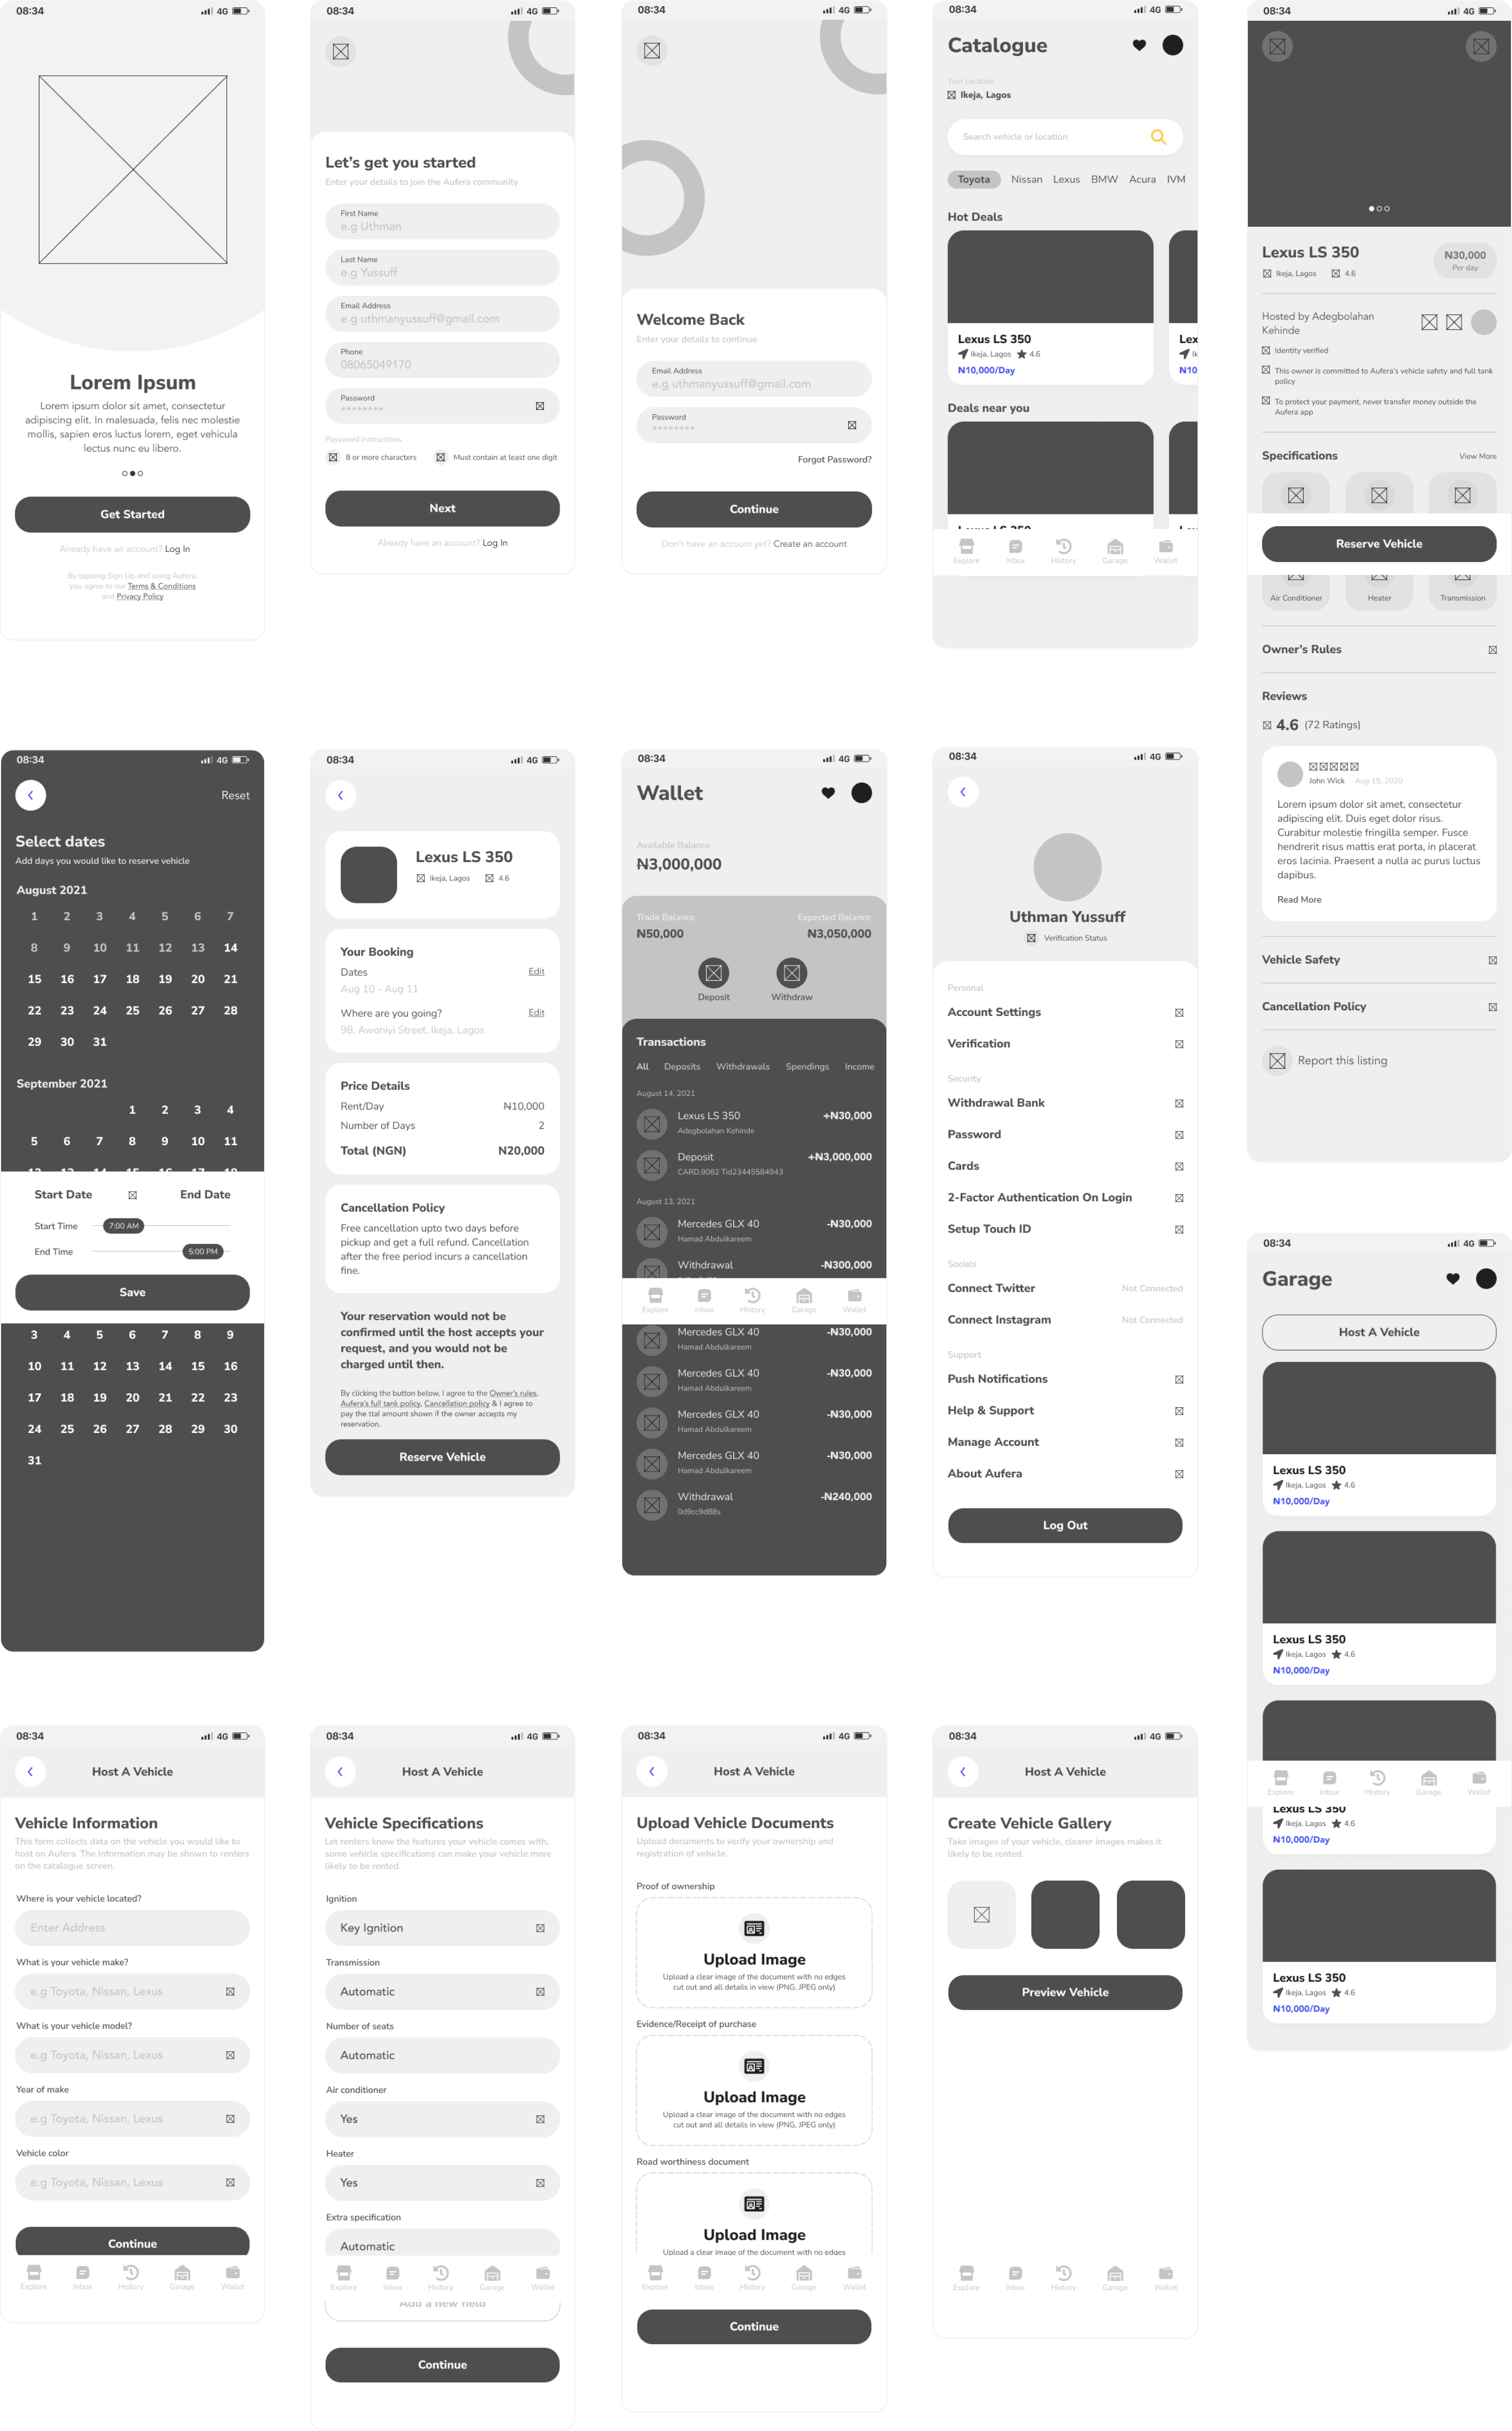 08:34
4G
Lorem Ipsum
Lorem ipsum dolor sit amet, consectetur
adipiscing elit. In malesuada, felis nec molestie
mollis, sapien eros luctus lorem, eget vehicula
lectus nunc eu libero.
Get Started
Already have an account? Log In
By tapping Sign Up and using Aufera
you agree to our Terms & Conditions
and Privacy Policy
08:34
4G
Let's get you started
Enter your details to join the Aufera community
First Name
e.g Uthman
Last Name
e.g Yussuff
Email Address
e.g uthmanyussuff@gmail.com
Phone
08065049170
Password
********
Password Instructions
8 or more characters
Must contain at least one digit
Next
Already have an account? Log In
08:34
4G
Welcome Back
Enter your details to continue
Email Address
e.g uthmanyussuff@gmail.com
Password
********
Forgot Password?
Continue
Don't have an account yet? Create an account
08:34
4G
Catalogue
Your Location
Ikeja, Lagos
Search vehicle or location
Toyota Nissan Lexus BMW Acura IVM
Hot Deals
Lexus LS 350
Ikeja, Lagos 4.6
₦10,000/Day
Lex
Ik
₦10
Deals near you
Explore Inbox History Garage Wallet
08:34
4G
Lexus LS 350
Ikeja, Lagos 4.6
₦30,000
Per day
Hosted by Adegbolahan
Kehinde
Identity verified
This owner is committed to Aufera's vehicle safety and full tank
policy
To protect your payment, never transfer money outside the
Aufera app
Specifications
View More
Reserve Vehicle
Air Conditioner Heater Transmission
Owner's Rules
Reviews
4.6 (72 Ratings)
John Wick Aug 15, 2020
Lorem ipsum dolor sit amet, consectetur
adipiscing elit. Duis eget dolor risus.
Curabitur molestie fringilla semper. Fusce
hendrerit risus mattis erat porta, in placerat
eros lacinia. Praesent a nulla ac purus luctus
dapibus.
Read More
Vehicle Safety
Cancellation Policy
Report this listing
08:34
4G
Reset
Select dates
Add days you would like to reserve vehicle
August 2021
1 2 3 4 5 6 7
8 9 10 11 12 13 14
15 16 17 18 19 20 21
22 23 24 25 26 27 28
29 30 31
September 2021
1 2 3 4
5 6 7 8 9 10 11
12 13 14 15 16 17 18
Start Date End Date
Start Time 7:00 AM
End Time 5:00 PM
Save
3 4 5 6 7 8 9
10 11 12 13 14 15 16
17 18 19 20 21 22 23
24 25 26 27 28 29 30
31
08:34
4G
Lexus LS 350
Ikeja, Lagos 4.6
Your Booking
Dates Edit
Aug 10 - Aug 11
Where are you going? Edit
98, Awoniyi Street, Ikeja, Lagos
Price Details
Rent/Day ₦10,000
Number of Days 2
Total (NGN) N20,000
Cancellation Policy
Free cancellation upto two days before
pickup and get a full refund. Cancellation
after the free period incurs a cancellation
fine.
Your reservation would not be
confirmed until the host accepts your
request, and you would not be
charged until then.
By clicking the button below, I agree to the Owner's rules,
Aufera's full tank policy, Cancellation policy & I agree to
pay the ttal amount shown if the owner accepts my
reservation.
Reserve Vehicle
08:34
4G
Wallet
Available Balance
₦3,000,000
Trade Balance Expected Balance
₦50,000 ₦3,050,000
Deposit Withdraw
Transactions
All Deposits Withdrawals Spendings Income
August 14, 2021
Lexus LS 350 +₦30,000
Adegbolahan Kehinde
Deposit +₦3,000,000
CARD.9082 Tid23445584943
August 13, 2021
Mercedes GLX 40 -₦30,000
Hamad Abdulkareem
Withdrawal -₦300,000
Explore Inbox History Garage Wallet
Mercedes GLX 40 -₦30,000
Hamad Abdulkareem
Mercedes GLX 40 -₦30,000
Hamad Abdulkareem
Mercedes GLX 40 -₦30,000
Hamad Abdulkareem
Mercedes GLX 40 -₦30,000
Hamad Abdulkareem
Withdrawal -₦240,000
0d9cc9d88s
08:34
4G
Uthman Yussuff
Verification Status
Personal
Account Settings
Verification
Security
Withdrawal Bank
Password
Cards
2-Factor Authentication On Login
Setup Touch ID
Socials
Connect Twitter Not Connected
Connect Instagram Not Connected
Support
Push Notifications
Help & Support
Manage Account
About Aufera
Log Out
08:34
4G
Garage
Host A Vehicle
Lexus LS 350
Ikeja, Lagos 4.6
₦10,000/Day
Lexus LS 350
Ikeja, Lagos 4.6
₦10,000/Day
Explore Inbox History Garage Wallet
Lexus LS 350
Ikeja, Lagos 4.6
₦10,000/Day
Lexus LS 350
Ikeja, Lagos 4.6
₦10,000/Day
08:34
4G
Host A Vehicle
Vehicle Information
This form collects data on the vehicle you would like to
host on Aufera. The Information may be shown to renters
on the catalogue screen.
Where is your vehicle located?
Enter Address
What is your vehicle make?
e.g Toyota, Nissan, Lexus
What is your vehicle model?
e.g Toyota, Nissan, Lexus
Year of make
e.g Toyota, Nissan, Lexus
Vehicle color
e.g Toyota, Nissan, Lexus
Continue
Explore Inbox History Garage Wallet
08:34
4G
Host A Vehicle
Vehicle Specifications
Let renters know the features your vehicle comes with,
some vehicle specifications can make your vehicle more
likely to be rented.
Ignition
Key Ignition
Transmission
Automatic
Number of seats
Automatic
Air conditioner
Yes
Heater
Yes
Extra specification
Automatic
Explore Inbox History Garage Wallet
Add a new field
Continue
08:34
4G
Host A Vehicle
Upload Vehicle Documents
Upload documents to verify your ownership and
registration of vehicle.
Proof of ownership
Upload Image
Upload a clear image of the document with no edges
cut out and all details in view (PNG, JPEG only)
Evidence/Receipt of purchase
Upload Image
Upload a clear image of the document with no edges
cut out and all details in view (PNG, JPEG only)
Road worthiness document
Upload Image
Upload a clear image of the document with no edges
Explore Inbox History Garage Wallet
Continue
08:34
4G
Host A Vehicle
Create Vehicle Gallery
Take images of your vehicle, clearer images makes it
likely to be rented.
Preview Vehicle
Explore Inbox History Garage Wallet